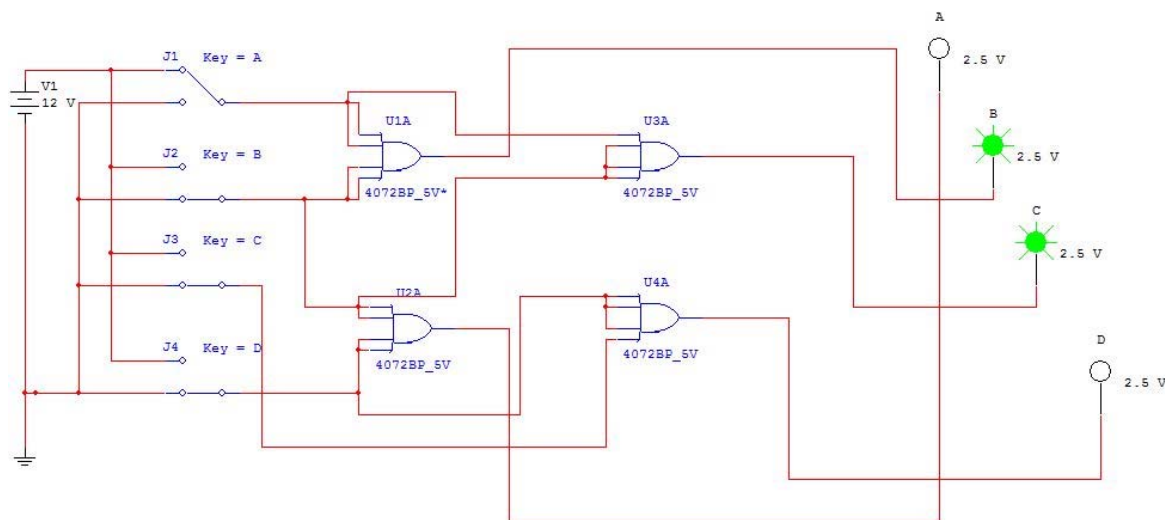 A
J1 Key = A
2.5 V
V1
12 V
U1A
U3A
B
J2 Key = B
2.5 V
4072BP_5V*
4072BP_5V
C
J3 Key = C
2.5 V
U2A
U4A
J4 Key = D
4072BP_5V
4072BP_5V
D
2.5 V